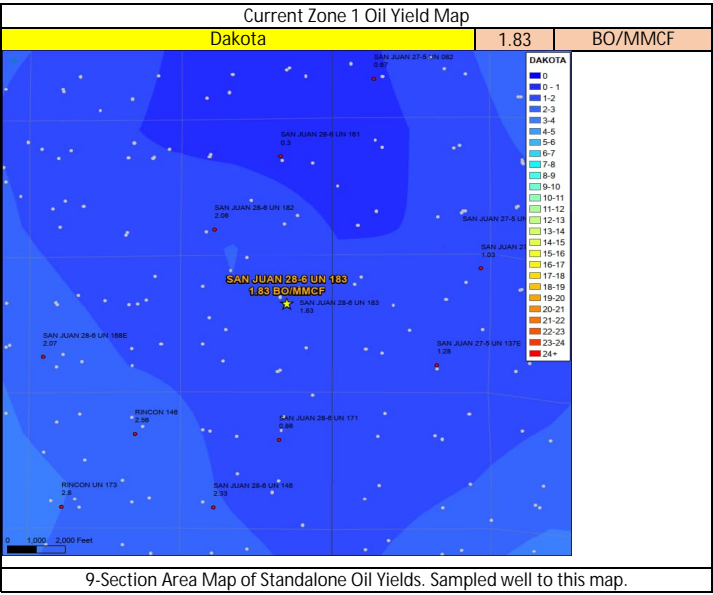 Current Zone 1 Oil Yield Map
Dakota 1.83 BO/MMCF
SAN JUAN 27-5 UN 082
0.67
SAN JUAN 28-6 UN 161
0.3
SAN JUAN 28-6 UN 182
2.06
SAN JUAN 27-5 UN
SAN JUAN 27
1.03
SAN JUAN 28-6 UN 183
1.83 BO/MMCF
SAN JUAN 28-6 UN 183
1.83
SAN JUAN 28-6 UN 168E
2.07
SAN JUAN 27-5 UN 137E
1.28
RINCON 146
2.56
SAN JUAN 28-6 UN 171
0.66
RINCON UN 173
2.8
SAN JUAN 28-6 UN 146
2.33
0 1,000 2,000 Feet
DAKOTA
0
0 - 1
1-2
2-3
3-4
4-5
5-6
6-7
7-8
8-9
9-10
10-11
11-12
12-13
13-14
14-15
15-16
16-17
17-18
18-19
19-20
20-21
21-22
22-23
23-24
24+
9-Section Area Map of Standalone Oil Yields. Sampled well to this map.